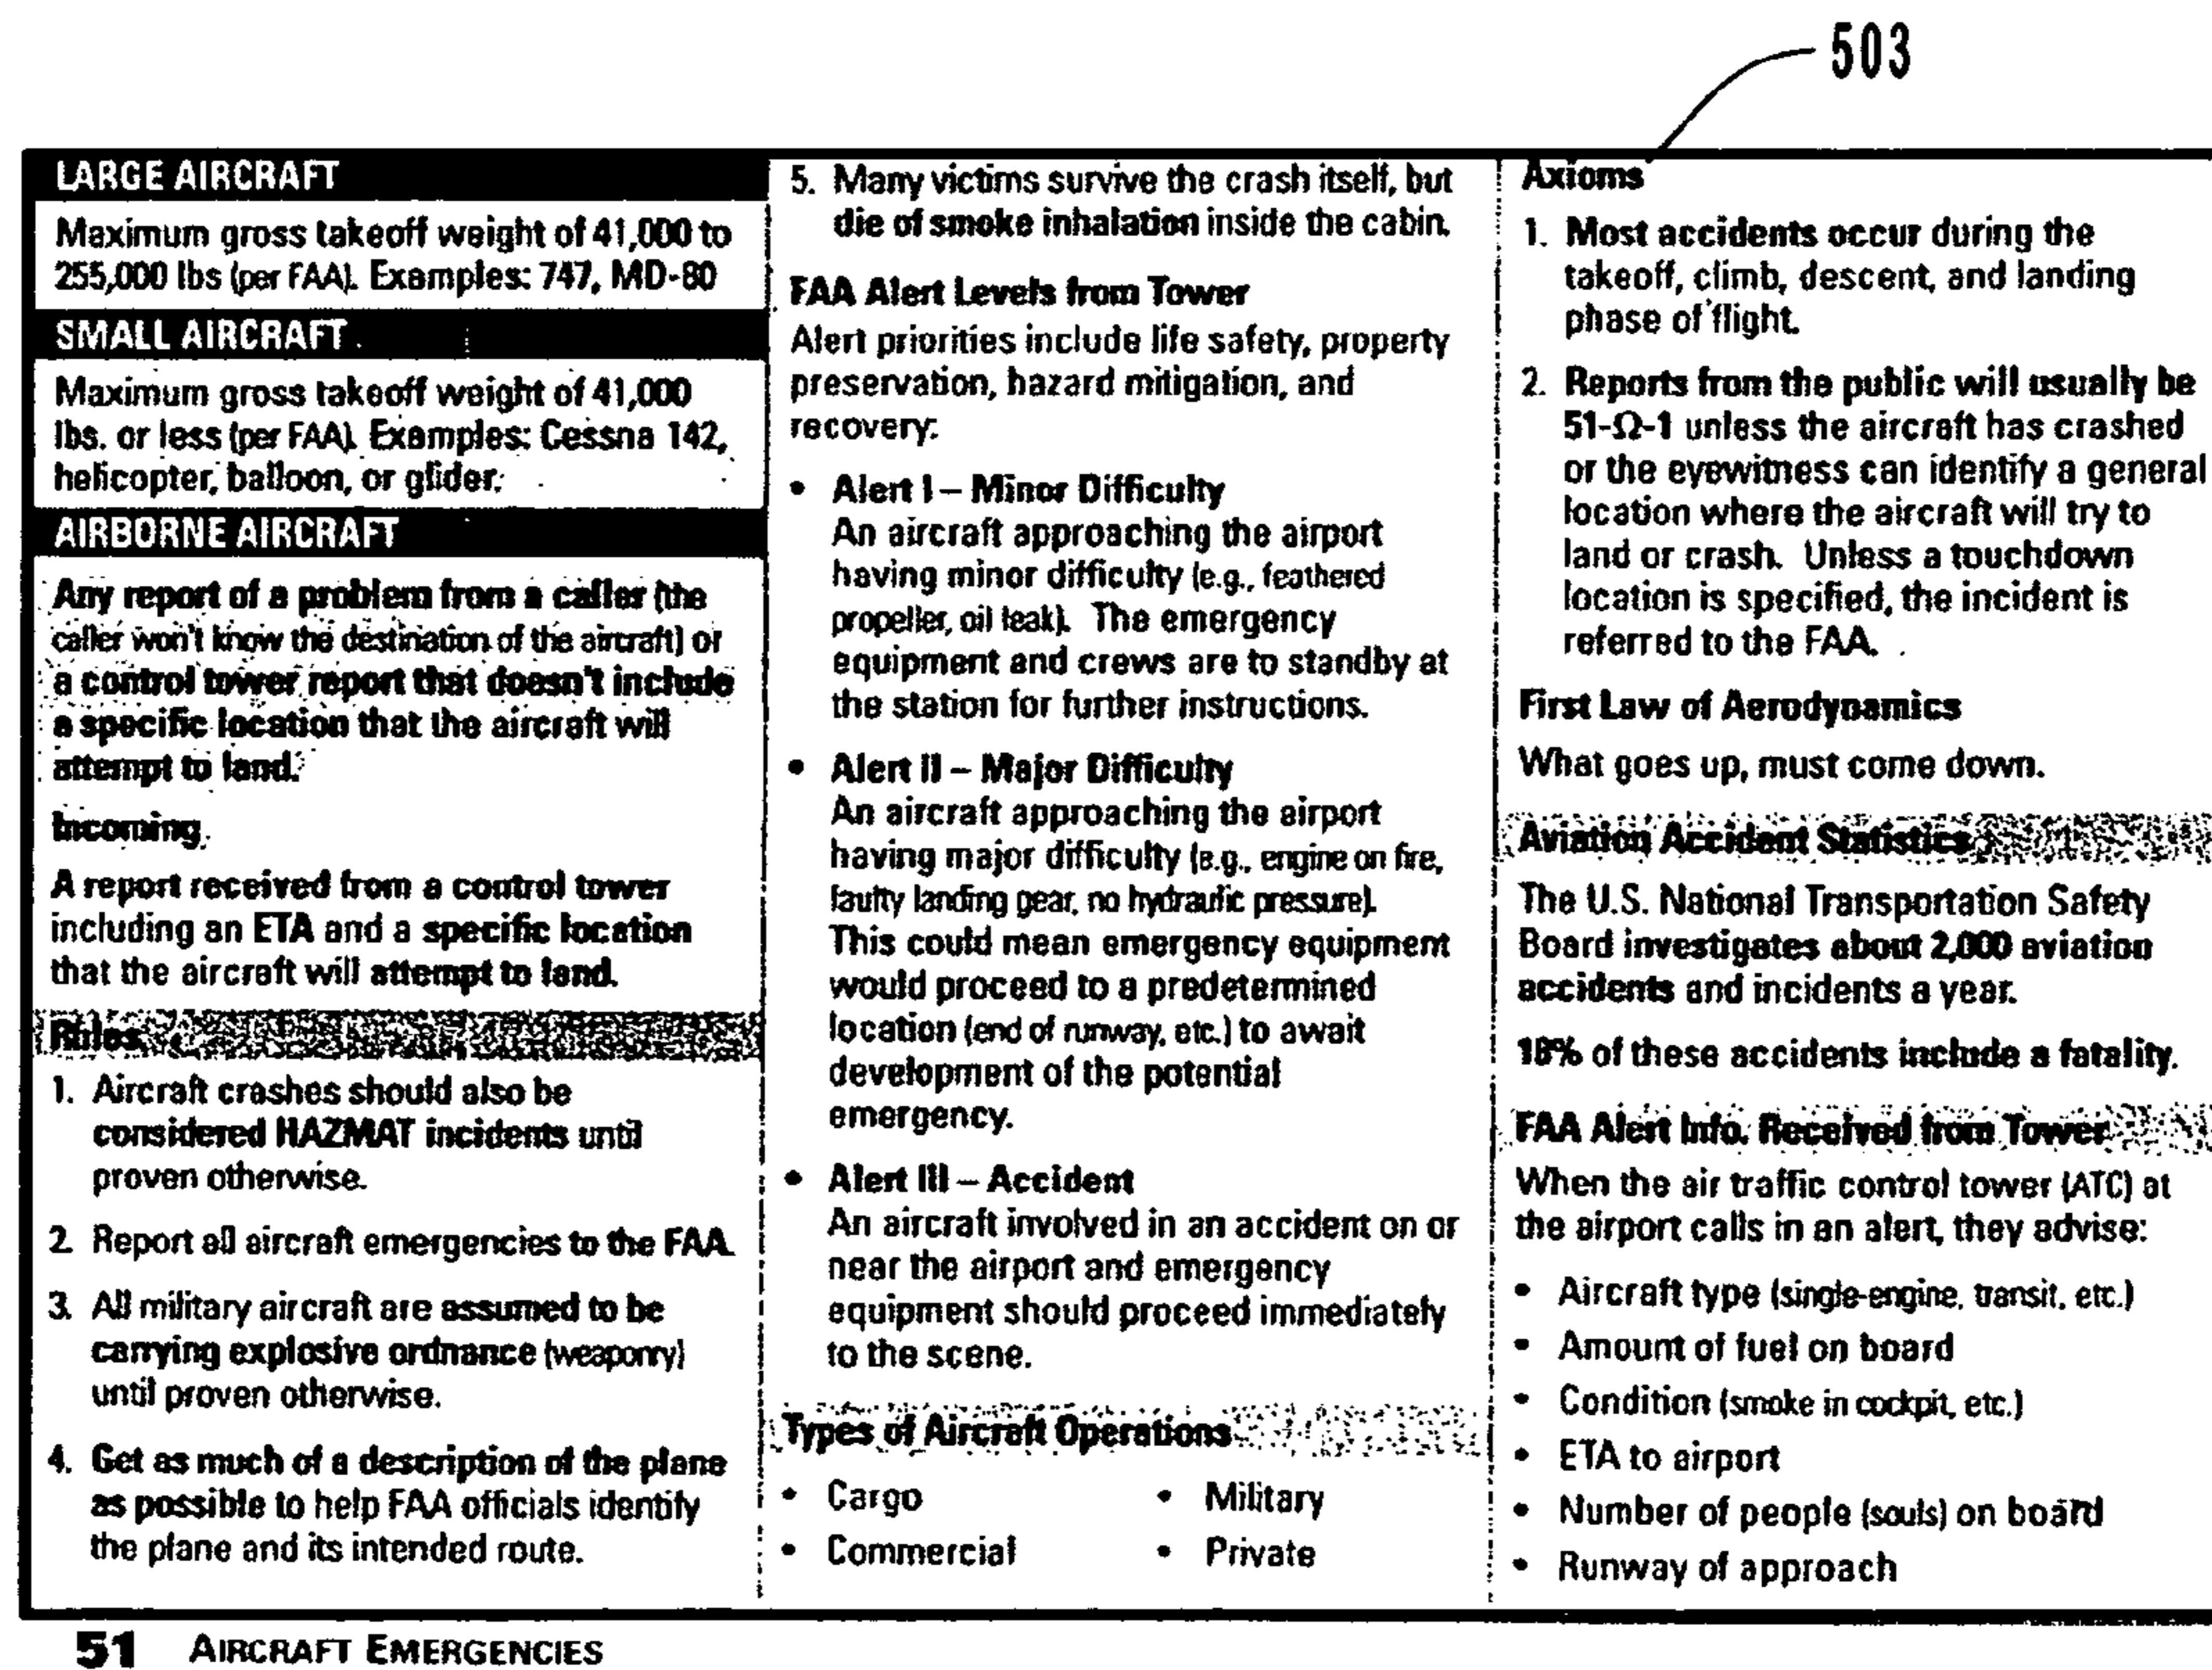 503
LARGE AIRCRAFT
Maximum gross takeoff weight of 41,000 to
255,000 lbs (per FAA). Examples: 747, MD-80
SMALL AIRCRAFT
Maximum gross takeoff weight of 41,000
lbs. or less (per FAA). Examples: Cessna 142,
helicopter, balloon, or glider.
AIRBORNE AIRCRAFT
Any report of a problem from a caller (the
caller won't know the destination of the aircraft) or
a control tower report that doesn't include
a specific location that the aircraft will
attempt to land.
Incoming
A report received from a control tower
including an ETA and a specific location
that the aircraft will attempt to land.
Rules
1. Aircraft crashes should also be
considered HAZMAT incidents until
proven otherwise.
2. Report all aircraft emergencies to the FAA.
3. All military aircraft are assumed to be
carrying explosive ordnance (weaponry)
until proven otherwise.
4. Get as much of a description of the plane
as possible to help FAA officials identify
the plane and its intended route.
5. Many victims survive the crash itself, but
die of smoke inhalation inside the cabin.
FAA Alert Levels from Tower
Alert priorities include life safety, property
preservation, hazard mitigation, and
recovery:
• Alert I – Minor Difficulty
An aircraft approaching the airport
having minor difficulty (e.g., feathered
propeller, oil leak). The emergency
equipment and crews are to standby at
the station for further instructions.
• Alert II – Major Difficulty
An aircraft approaching the airport
having major difficulty (e.g., engine on fire,
faulty landing gear, no hydraulic pressure).
This could mean emergency equipment
would proceed to a predetermined
location (end of runway, etc.) to await
development of the potential
emergency.
• Alert III – Accident
An aircraft involved in an accident on or
near the airport and emergency
equipment should proceed immediately
to the scene.
Types of Aircraft Operations
• Cargo • Military
• Commercial • Private
Axioms
1. Most accidents occur during the
takeoff, climb, descent, and landing
phase of flight.
2. Reports from the public will usually be
51-Ω-1 unless the aircraft has crashed
or the eyewitness can identify a general
location where the aircraft will try to
land or crash. Unless a touchdown
location is specified, the incident is
referred to the FAA.
First Law of Aerodynamics
What goes up, must come down.
Aviation Accident Statistics
The U.S. National Transportation Safety
Board investigates about 2,000 aviation
accidents and incidents a year.
18% of these accidents include a fatality.
FAA Alert Info. Received from Tower
When the air traffic control tower (ATC) at
the airport calls in an alert, they advise:
• Aircraft type (single-engine, transit, etc.)
• Amount of fuel on board
• Condition (smoke in cockpit, etc.)
• ETA to airport
• Number of people (souls) on board
• Runway of approach
51 AIRCRAFT EMERGENCIES